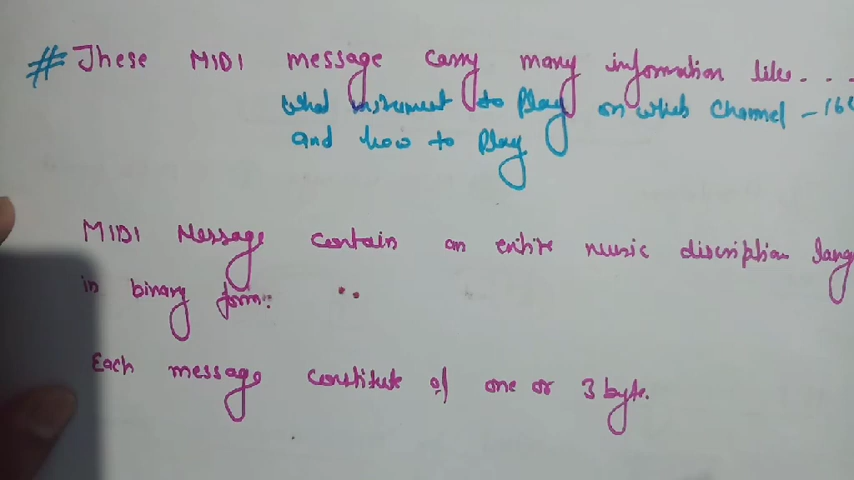 # These MIDI message carry many information like...
what instrument to play on which channel - 16
and how to play
MIDI Message contain an entire music discription lang
in binary form.
Each message constitute of one or 3 byte.